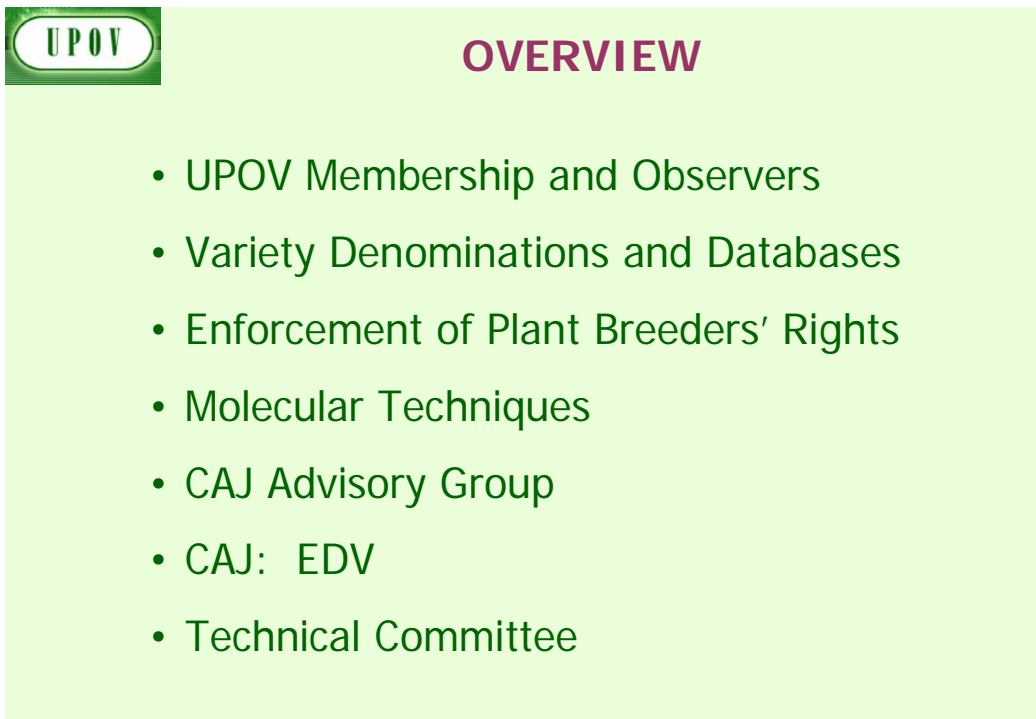 UPOV
OVERVIEW
• UPOV Membership and Observers
• Variety Denominations and Databases
• Enforcement of Plant Breeders’ Rights
• Molecular Techniques
• CAJ Advisory Group
• CAJ: EDV
• Technical Committee